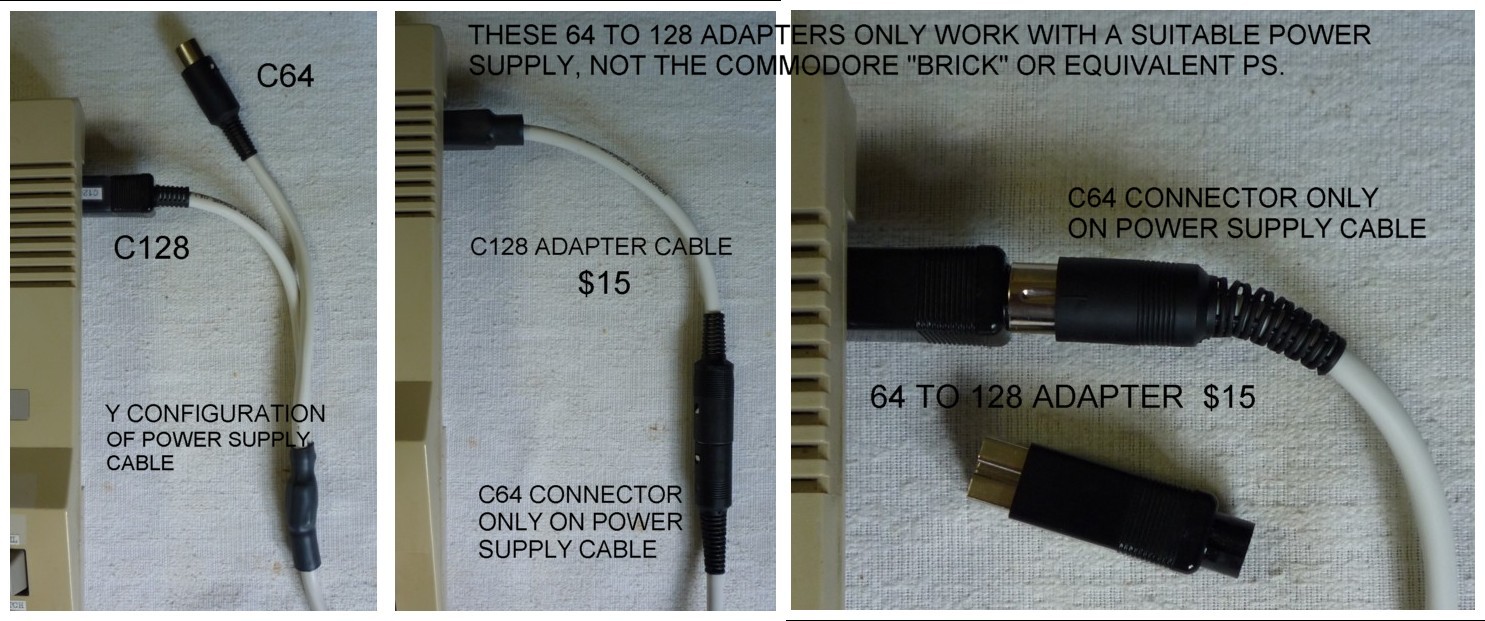 THESE 64 TO 128 ADAPTERS ONLY WORK WITH A SUITABLE POWER
SUPPLY, NOT THE COMMODORE "BRICK" OR EQUIVALENT PS.
C64
C128
Y CONFIGURATION
OF POWER SUPPLY
CABLE
C128 ADAPTER CABLE
$15
C64 CONNECTOR
ONLY ON POWER
SUPPLY CABLE
C64 CONNECTOR ONLY
ON POWER SUPPLY CABLE
64 TO 128 ADAPTER $15